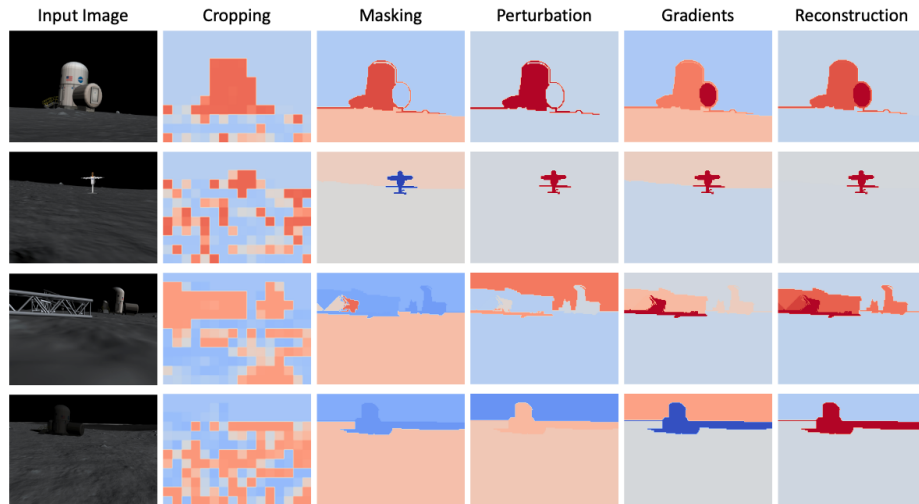 Input Image
Cropping
Masking
Perturbation
Gradients
Reconstruction